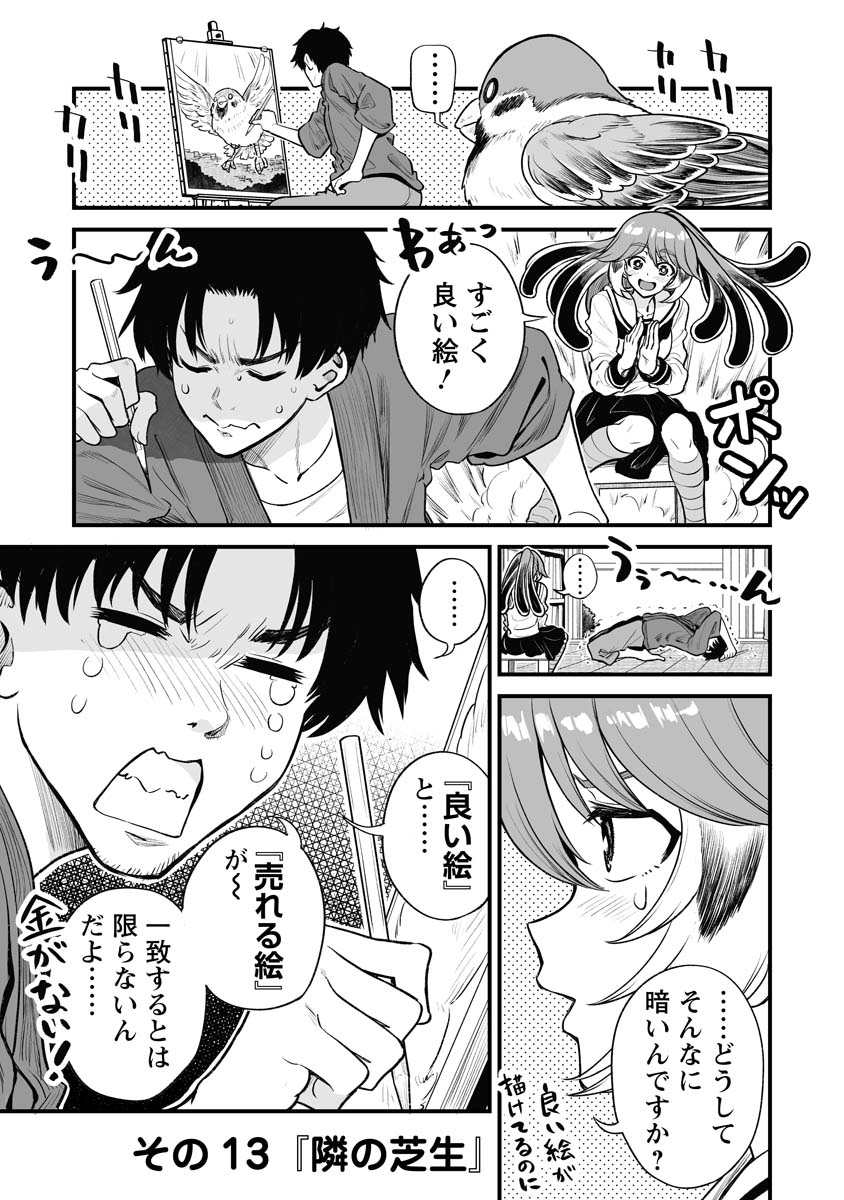 カリ
カリ
……
カリ
カリ
わあっ
すごく
良い絵！
ポンッ
う〜〜ん
……
うぅ〜…〜ん
……どうして
そんなに
暗いんですか？
良い絵が
描けてるのに
……
『良い絵』
と……
『売れる絵』
が〜
一致するとは
限らないん
だよ……
金がない！
その13『隣の芝生』